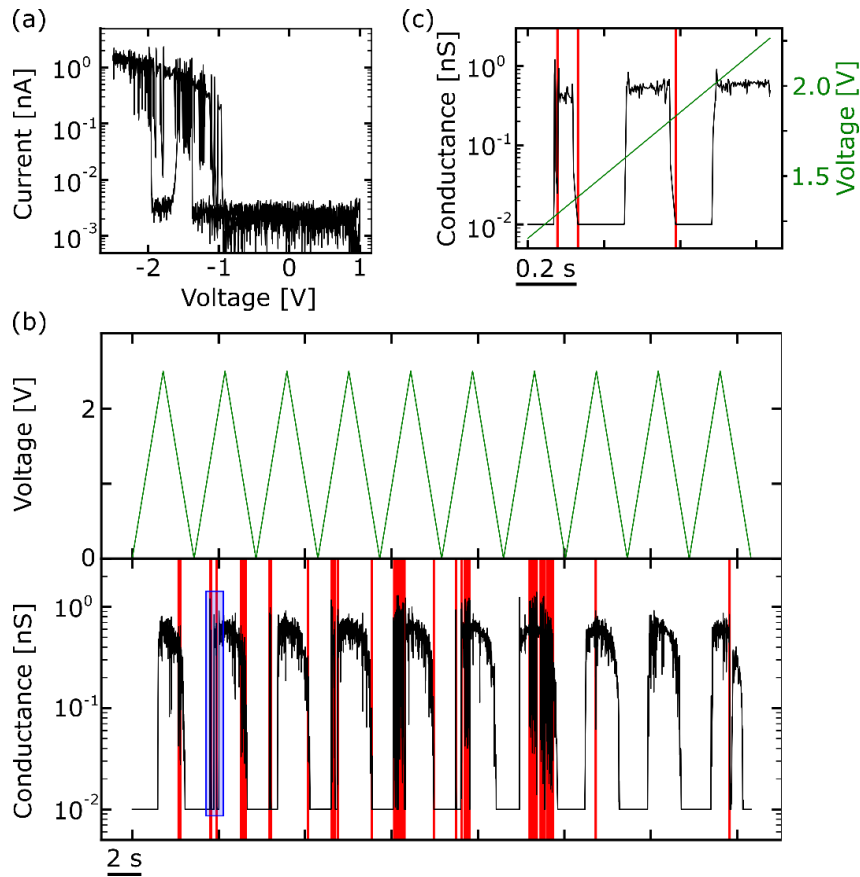 (a)
Current [nA]
10⁰
10⁻¹
10⁻²
10⁻³
-2 -1 0 1
Voltage [V]
(c)
Conductance [nS]
10⁰
10⁻¹
10⁻²
2.0
1.5
Voltage [V]
0.2 s
(b)
Voltage [V]
2
0
Conductance [nS]
10⁰
10⁻¹
10⁻²
2 s